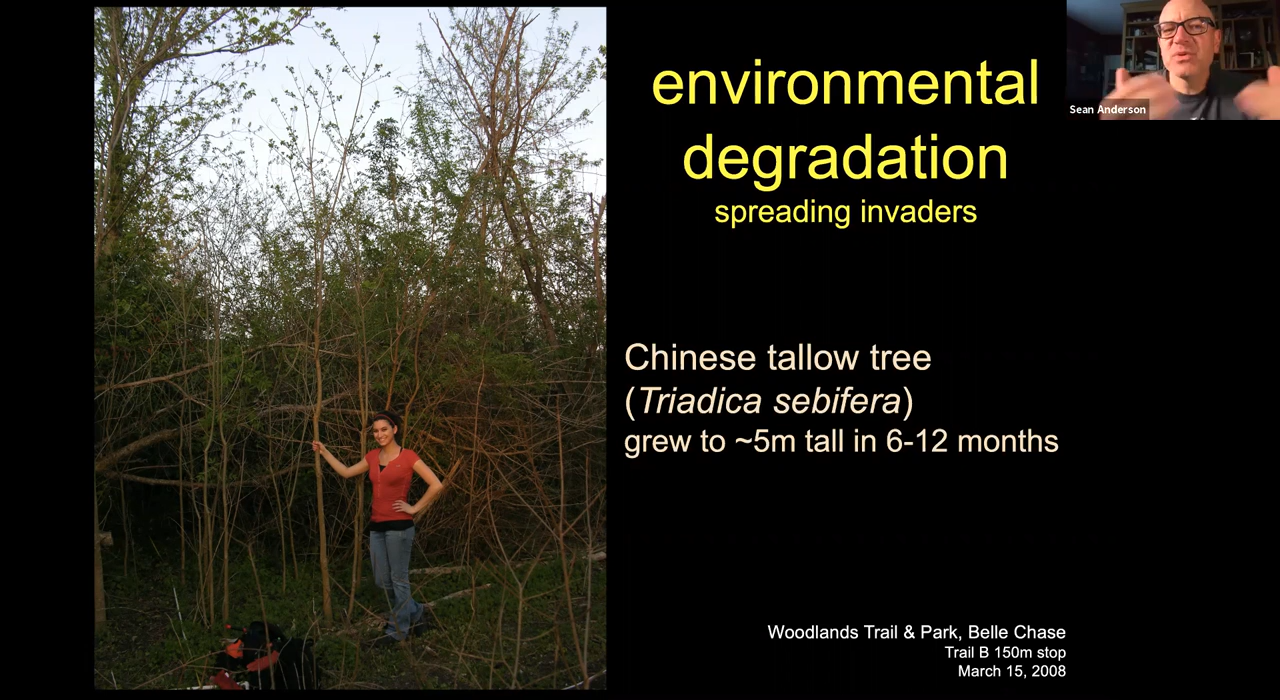 environmental
degradation
spreading invaders
Sean Anderson
Chinese tallow tree
(Triadica sebifera)
grew to ~5m tall in 6-12 months
Woodlands Trail & Park, Belle Chase
Trail B 150m stop
March 15, 2008